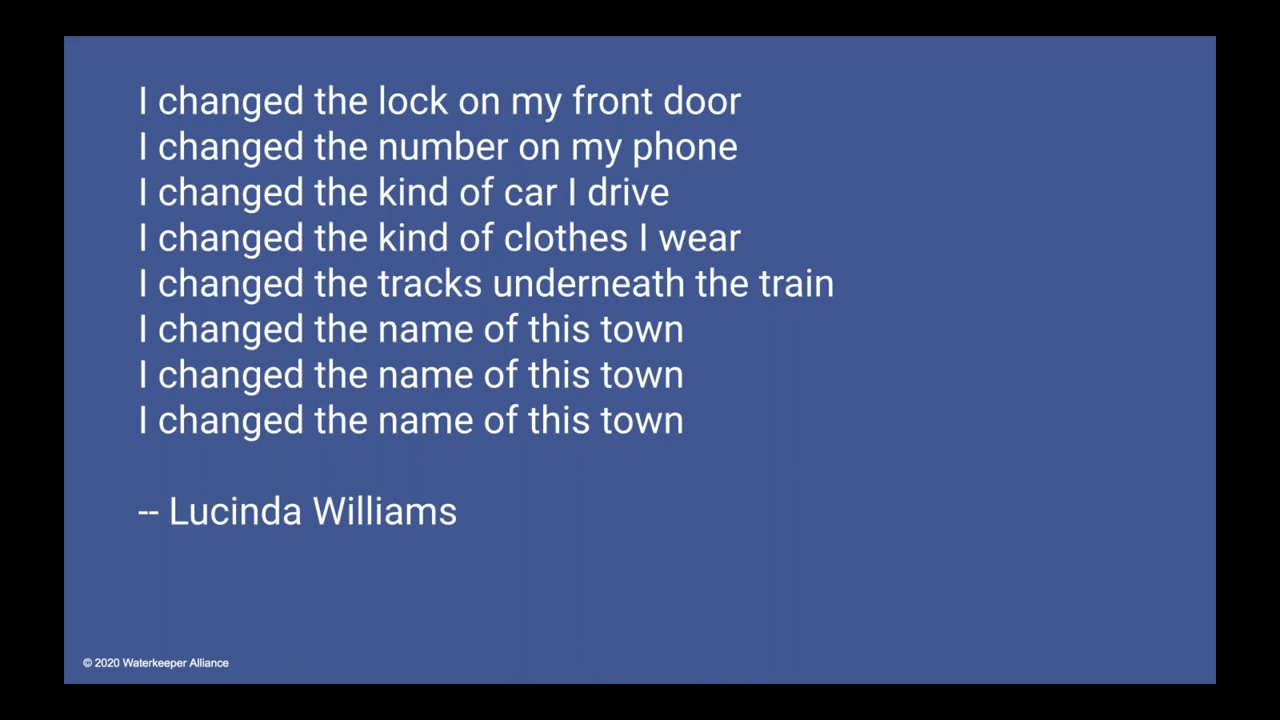 I changed the lock on my front door
I changed the number on my phone
I changed the kind of car I drive
I changed the kind of clothes I wear
I changed the tracks underneath the train
I changed the name of this town
I changed the name of this town
I changed the name of this town
-- Lucinda Williams
© 2020 Waterkeeper Alliance